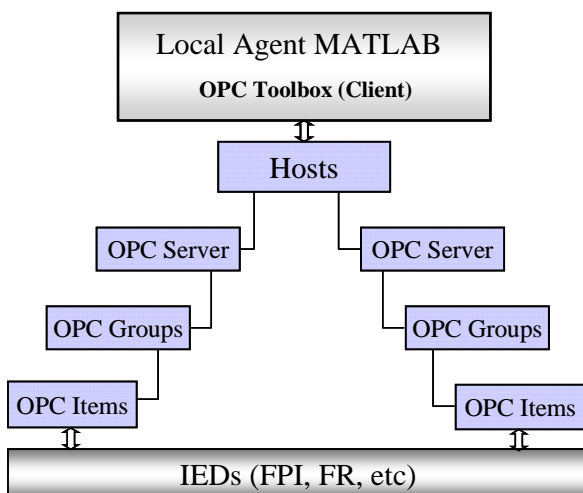 Local Agent MATLAB
OPC Toolbox (Client)
Hosts
OPC Server
OPC Server
OPC Groups
OPC Groups
OPC Items
OPC Items
IEDs (FPI, FR, etc)